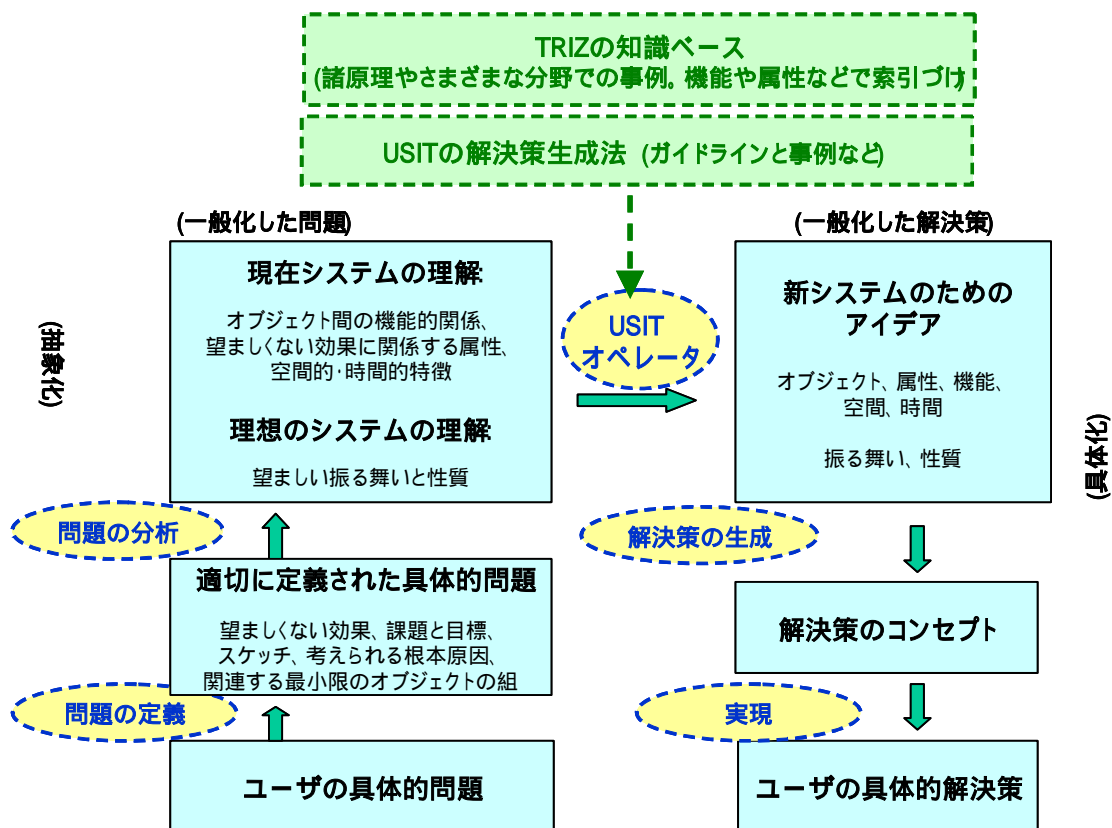 TRIZの知識ベース
(諸原理やさまざまな分野での事例。機能や属性などで索引づけ)
USITの解決策生成法 (ガイドラインと事例など)
(一般化した問題)
現在システムの理解:
オブジェクト間の機能的関係、
望ましくない効果に関係する属性、
空間的・時間的特徴
理想のシステムの理解:
望ましい振る舞いと性質
(抽象化)
USIT
オペレータ
(一般化した解決策)
新システムのための
アイデア
オブジェクト、属性、機能、
空間、時間
振る舞い、性質
(具体化)
問題の分析
適切に定義された具体的問題
望ましくない効果、課題と目標、
スケッチ、考えられる根本原因、
関連する最小限のオブジェクトの組
問題の定義
ユーザの具体的問題
解決策の生成
解決策のコンセプト
実現
ユーザの具体的解決策